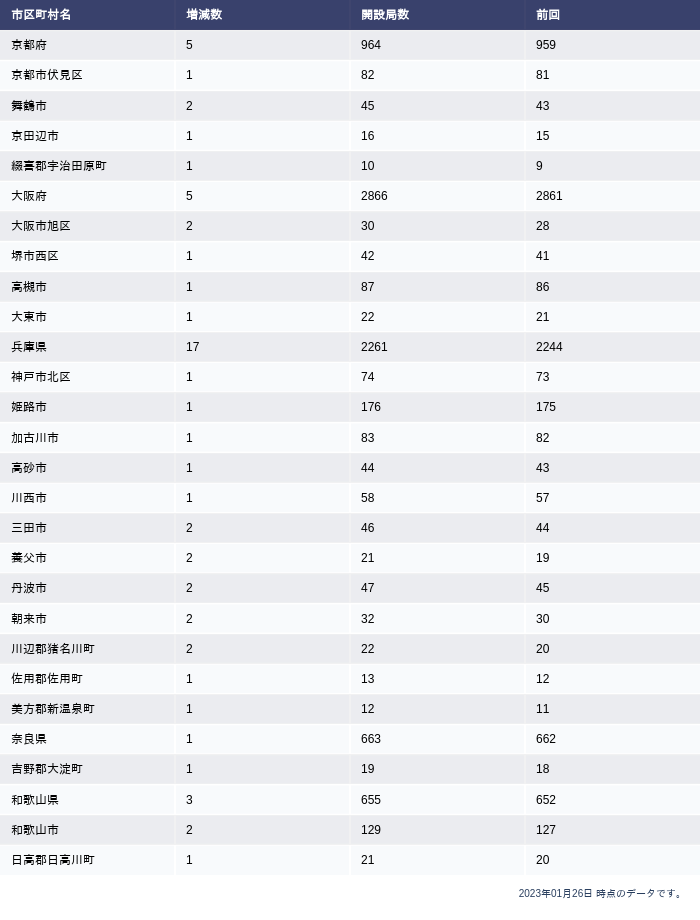 市区町村名 増減数 開設局数 前回
京都府 5 964 959
京都市伏見区 1 82 81
舞鶴市 2 45 43
京田辺市 1 16 15
綴喜郡宇治田原町 1 10 9
大阪府 5 2866 2861
大阪市旭区 2 30 28
堺市西区 1 42 41
高槻市 1 87 86
大東市 1 22 21
兵庫県 17 2261 2244
神戸市北区 1 74 73
姫路市 1 176 175
加古川市 1 83 82
高砂市 1 44 43
川西市 1 58 57
三田市 2 46 44
養父市 2 21 19
丹波市 2 47 45
朝来市 2 32 30
川辺郡猪名川町 2 22 20
佐用郡佐用町 1 13 12
美方郡新温泉町 1 12 11
奈良県 1 663 662
吉野郡大淀町 1 19 18
和歌山県 3 655 652
和歌山市 2 129 127
日高郡日高川町 1 21 20
2023年01月26日 時点のデータです。